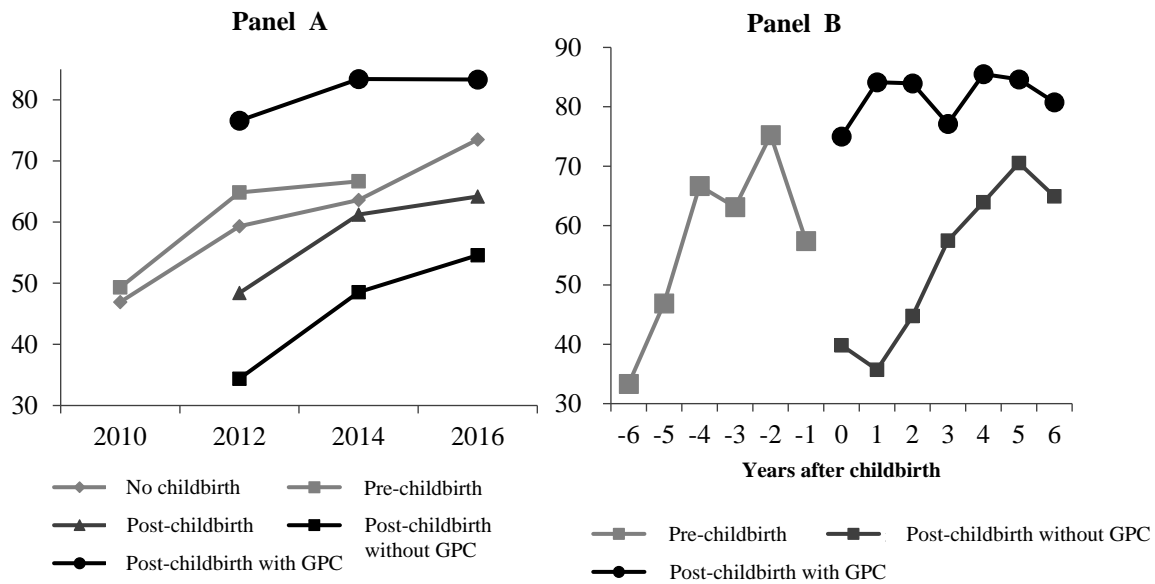 Panel A
80
70
60
50
40
30
2010 2012 2014 2016
No childbirth
Pre-childbirth
Post-childbirth
Post-childbirth
without GPC
Post-childbirth with GPC
Panel B
90
80
70
60
50
40
30
-6 -5 -4 -3 -2 -1 0 1 2 3 4 5 6
Years after childbirth
Pre-childbirth
Post-childbirth without GPC
Post-childbirth with GPC